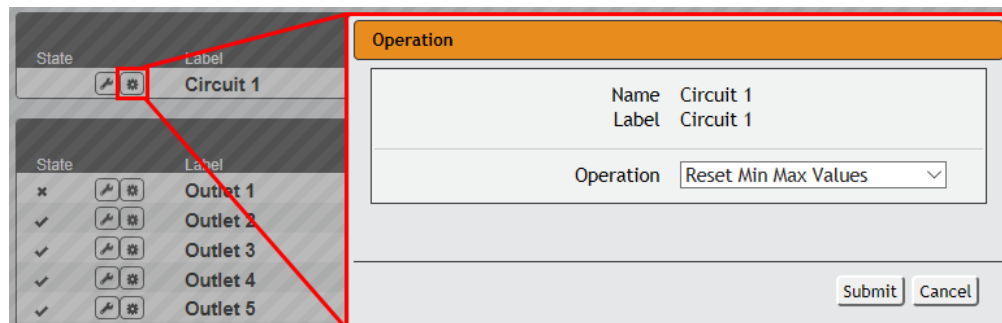 State Label
Circuit 1
State Label
Outlet 1
Outlet 2
Outlet 3
Outlet 4
Outlet 5
Operation
Name Circuit 1
Label Circuit 1
Operation Reset Min Max Values
Submit Cancel